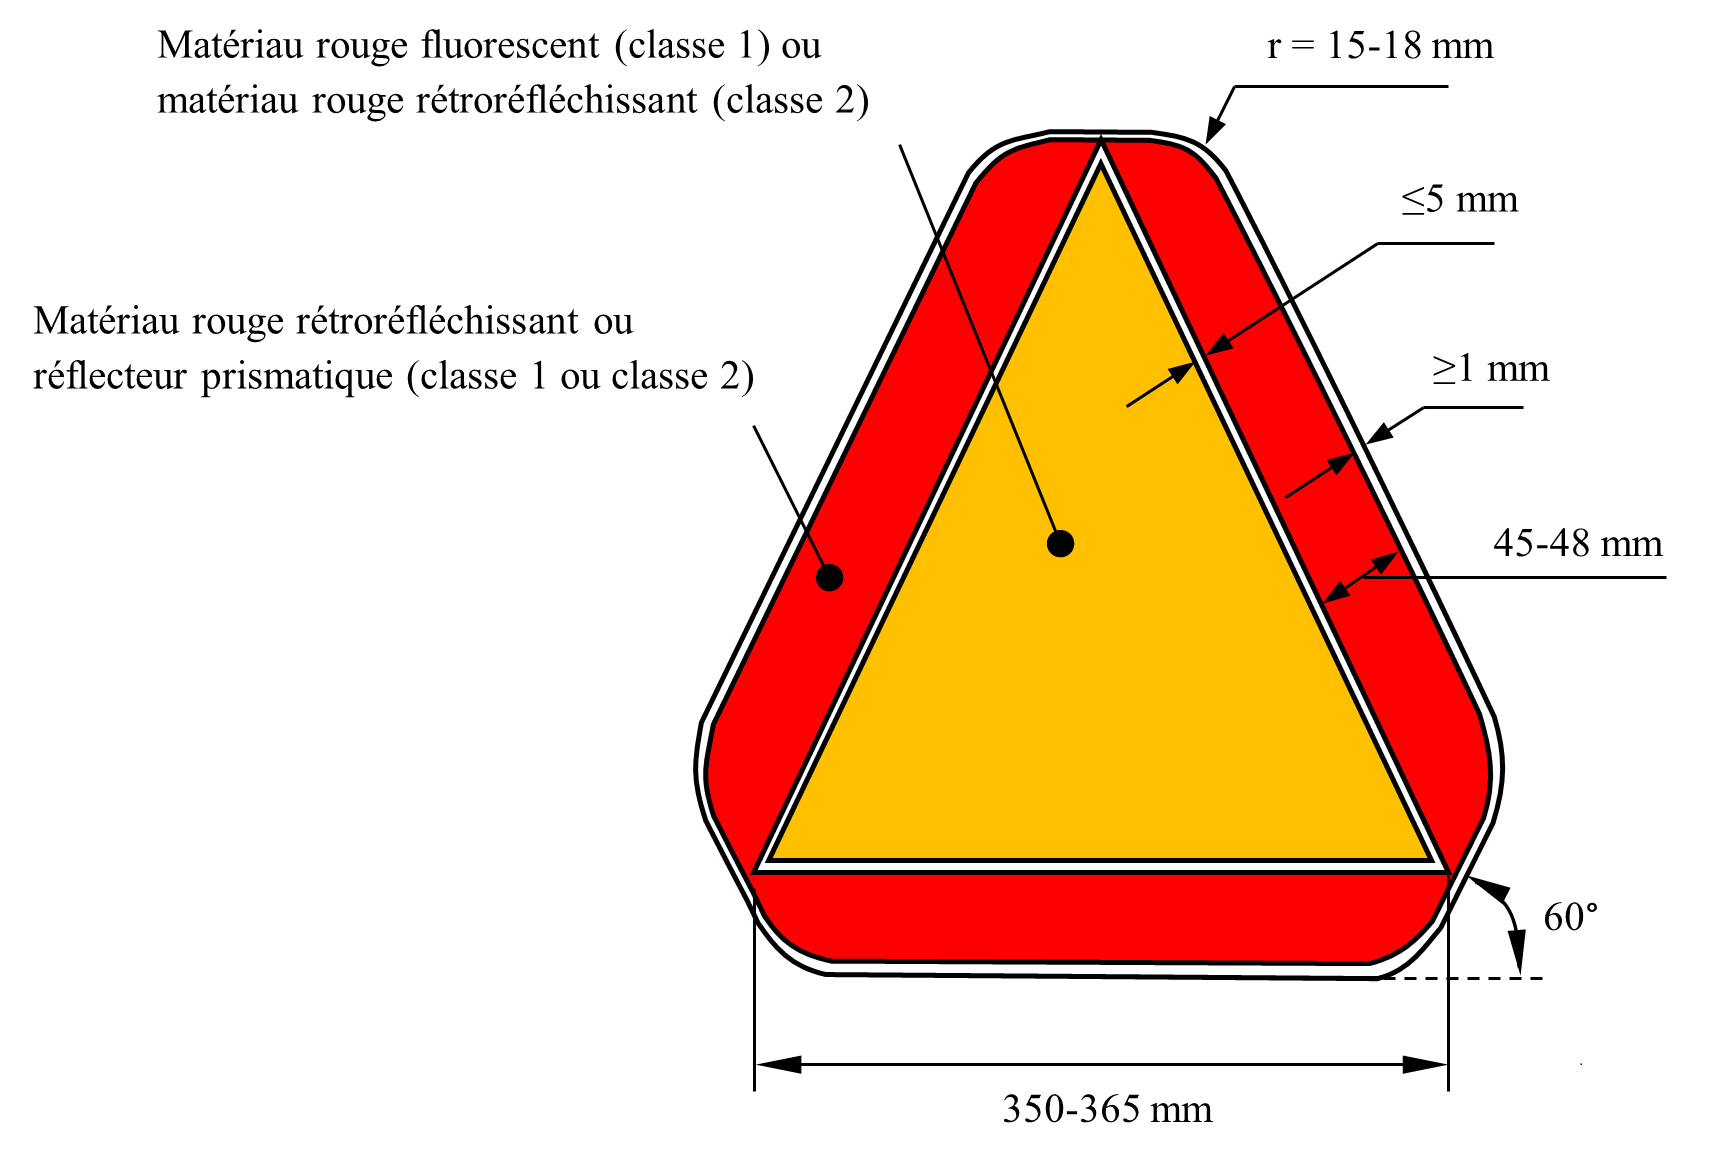 Matériau rouge fluorescent (classe 1) ou
matériau rouge rétroréfléchissant (classe 2)
r = 15-18 mm
≤5 mm
Matériau rouge rétroréfléchissant ou
réflecteur prismatique (classe 1 ou classe 2)
≥1 mm
45-48 mm
60°
350-365 mm